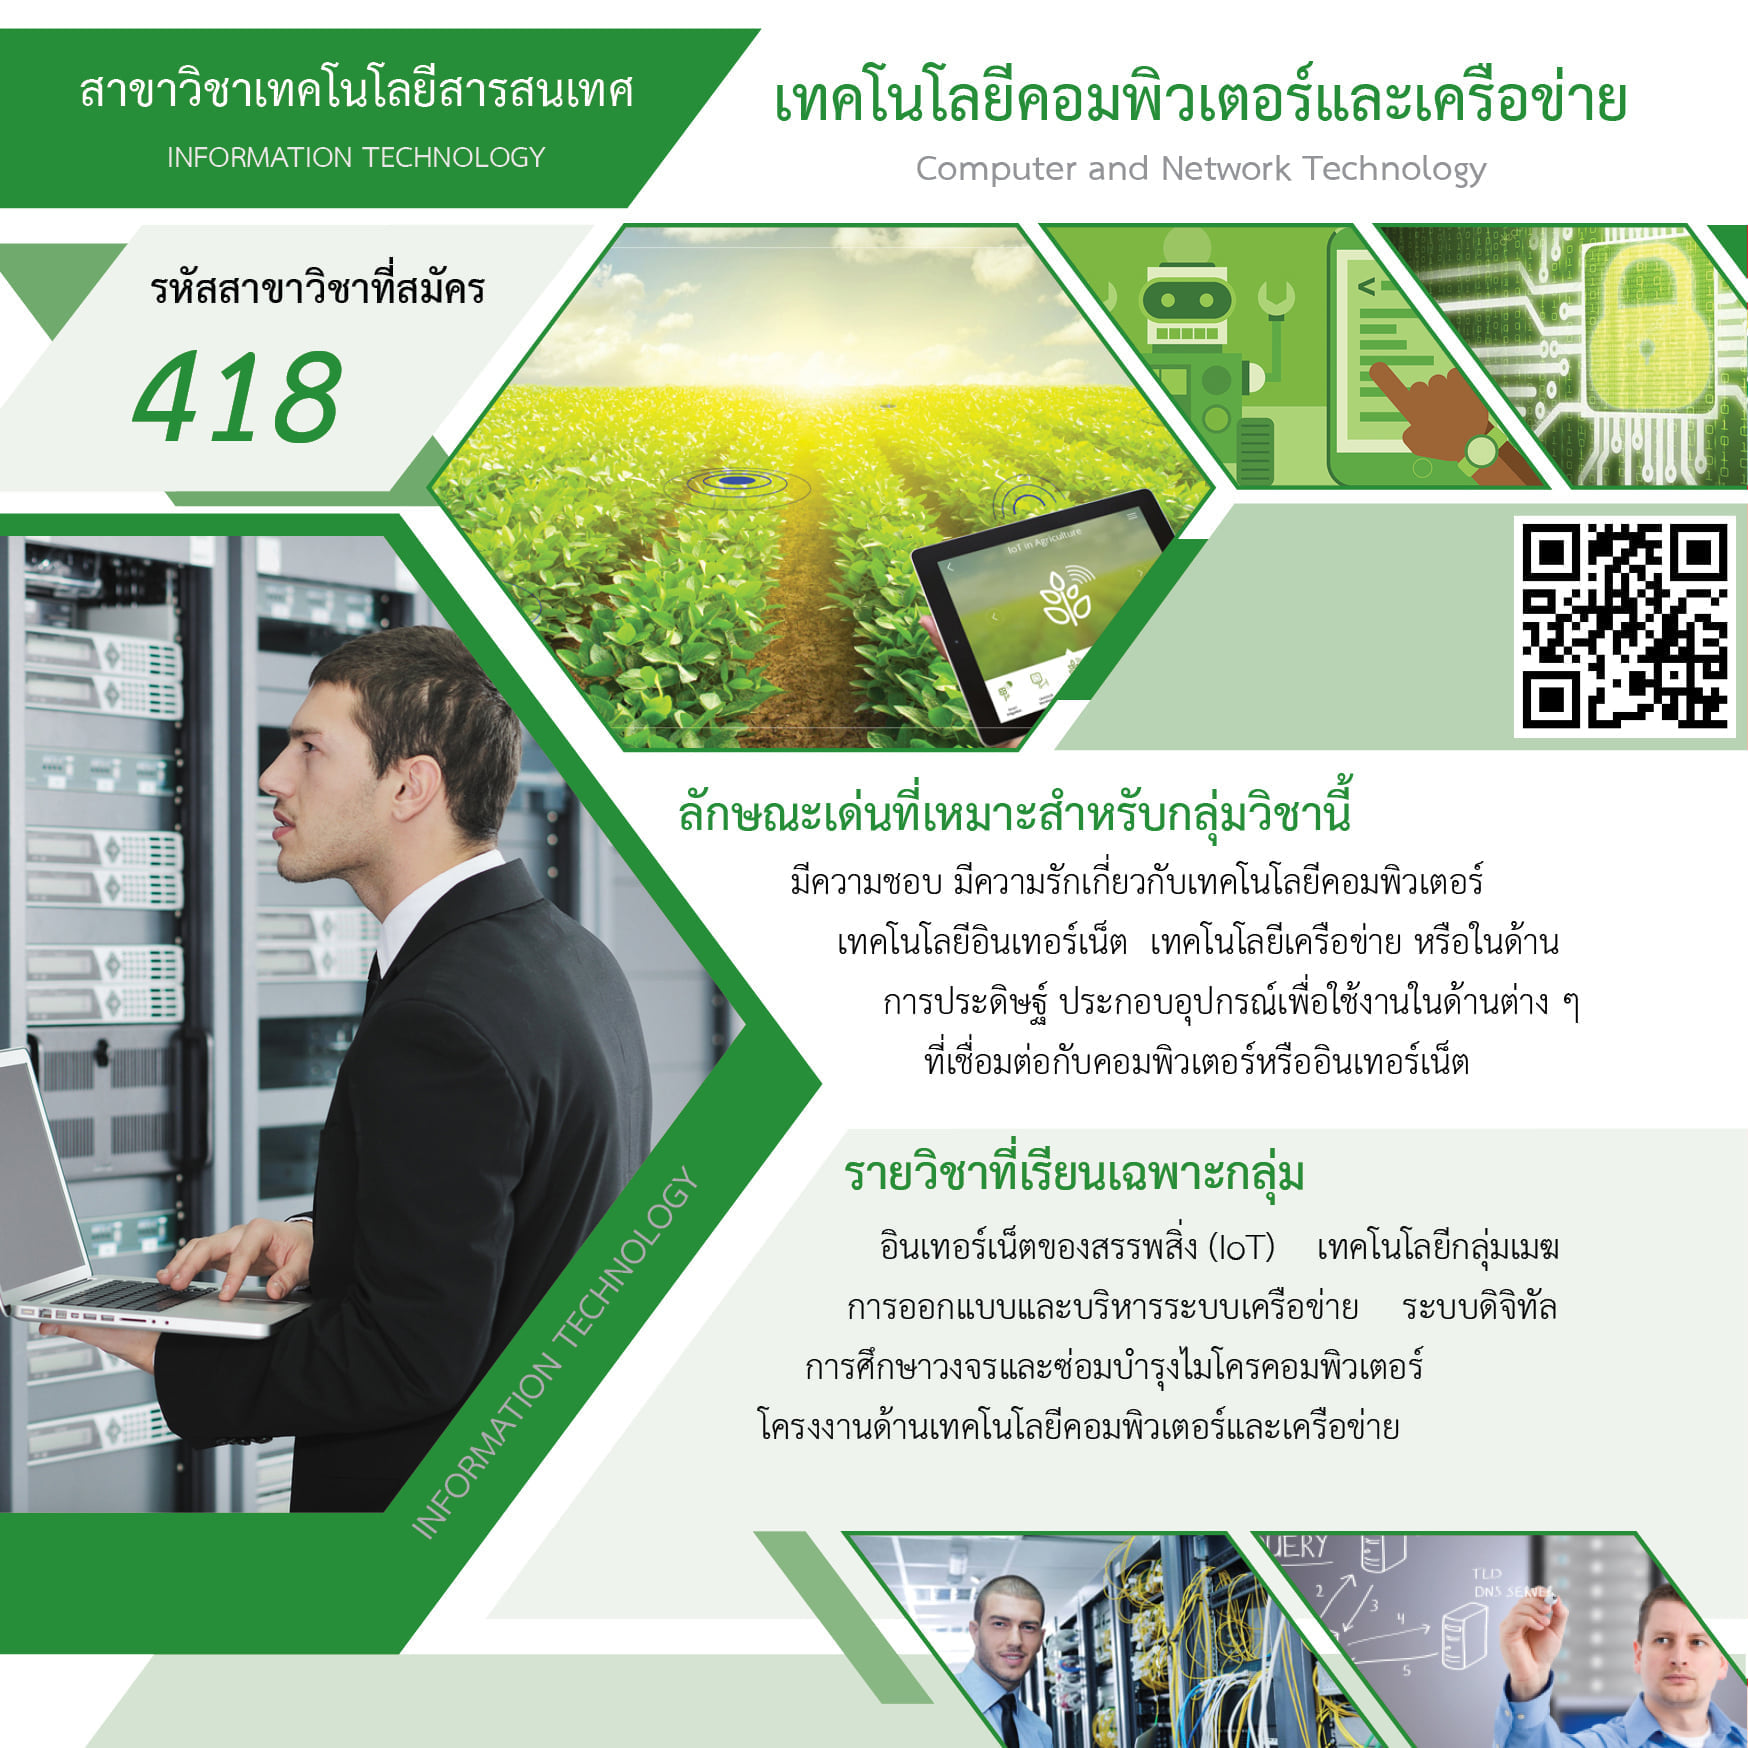 สาขาวิชาเทคโนโลยีสารสนเทศ
INFORMATION TECHNOLOGY
เทคโนโลยีคอมพิวเตอร์และเครือข่าย
Computer and Network Technology
รหัสสาขาวิชาที่สมัคร
418
IoT in Agriculture
ลักษณะเด่นที่เหมาะสำหรับกลุ่มวิชานี้
มีความชอบ มีความรักเกี่ยวกับเทคโนโลยีคอมพิวเตอร์
เทคโนโลยีอินเทอร์เน็ต เทคโนโลยีเครือข่าย หรือในด้าน
การประดิษฐ์ ประกอบอุปกรณ์เพื่อใช้งานในด้านต่าง ๆ
ที่เชื่อมต่อกับคอมพิวเตอร์หรืออินเทอร์เน็ต
รายวิชาที่เรียนเฉพาะกลุ่ม
อินเทอร์เน็ตของสรรพสิ่ง (IoT) เทคโนโลยีกลุ่มเมฆ
การออกแบบและบริหารระบบเครือข่าย ระบบดิจิทัล
การศึกษาวงจรและซ่อมบำรุงไมโครคอมพิวเตอร์
โครงงานด้านเทคโนโลยีคอมพิวเตอร์และเครือข่าย
INFORMATION TECHNOLOGY
TLD
DNS SERVER
2
3
4
5